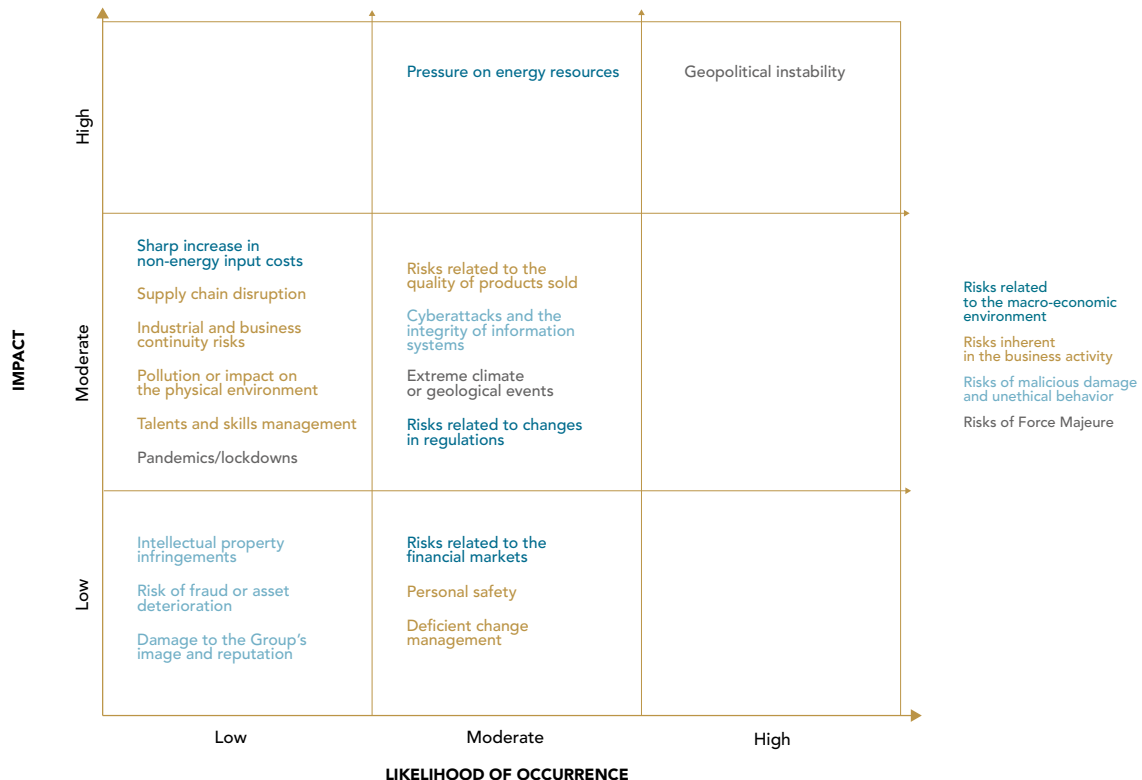 High
Pressure on energy resources
Geopolitical instability
IMPACT
Moderate
Sharp increase in
non-energy input costs
Supply chain disruption
Industrial and business
continuity risks
Pollution or impact on
the physical environment
Talents and skills management
Pandemics/lockdowns
Risks related to the
quality of products sold
Cyberattacks and the
integrity of information
systems
Extreme climate
or geological events
Risks related to changes
in regulations
Low
Intellectual property
infringements
Risk of fraud or asset
deterioration
Damage to the Group's
image and reputation
Risks related to the
financial markets
Personal safety
Deficient change
management
Low
Moderate
High
LIKELIHOOD OF OCCURRENCE
Risks related
to the macro-economic
environment
Risks inherent
in the business activity
Risks of malicious damage
and unethical behavior
Risks of Force Majeure